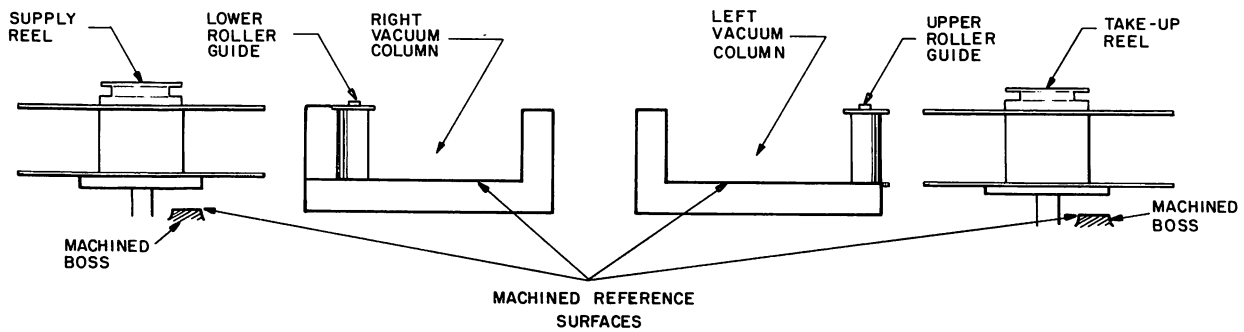 SUPPLY
REEL
LOWER
ROLLER
GUIDE
RIGHT
VACUUM
COLUMN
LEFT
VACUUM
COLUMN
UPPER
ROLLER
GUIDE
TAKE-UP
REEL
MACHINED
BOSS
MACHINED
BOSS
MACHINED REFERENCE
SURFACES